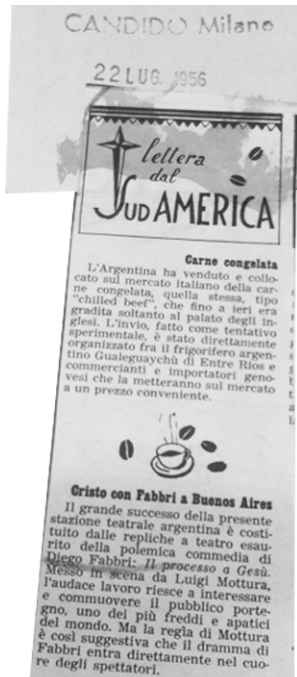 CANDIDO Milano
22 LUG. 1956
lettera
dal
SUD AMERICA
Carne congelata
L'Argentina ha venduto e collo-
cato sul mercato italiano della car-
ne congelata, quella stessa, tipo
"chilled beef", che fino a ieri era
gradita soltanto al palato degli in-
glesi. L'invio, fatto come tentativo
sperimentale, è stato direttamente
organizzato fra il frigorifero argen-
tino Gualeguaychù di Entre Rios e
commercianti e importatori geno-
vesi che la metteranno sul mercato
a un prezzo conveniente.
Cristo con Fabbri a Buenos Aires
Il grande successo della presente
stazione teatrale argentina è costi-
tuito dalle repliche a teatro esau-
rito della polemica commedia di
Diego Fabbri: Il processo a Gesù.
Messo in scena da Luigi Mottura,
l'audace lavoro riesce a interessare
e commuovere il pubblico porte-
gno, uno dei più freddi e apatici
del mondo. Ma la regìa di Mottura
è così suggestiva che il dramma di
Fabbri entra direttamente nel cuo-
re degli spettatori.